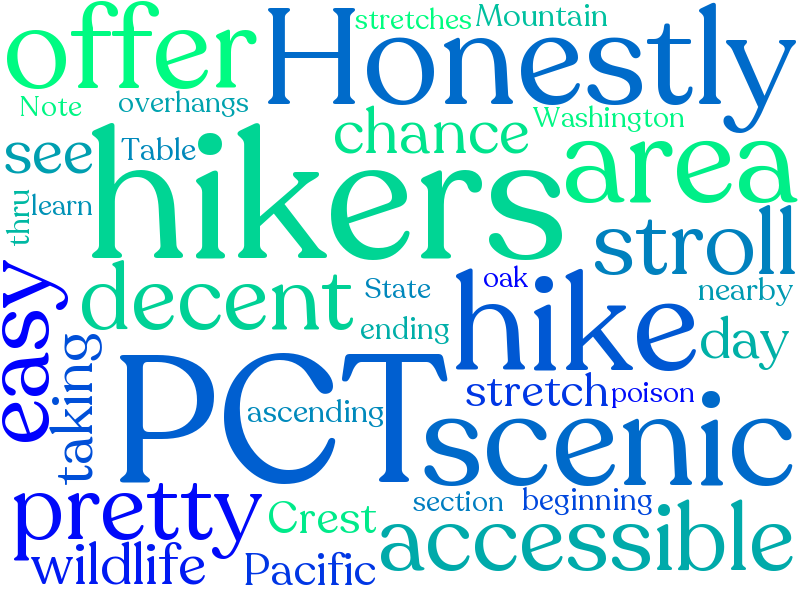 offer
Honestly
stretches
Mountain
Note
overhangs
chance
Washington
see
Table
area
hikers
thru
learn
stroll
easy
decent
State
oak
nearby
hike
ending
day
taking
PCT
ascending
stretch
poison
scenic
pretty
section
beginning
Crest
accessible
wildlife
Pacific